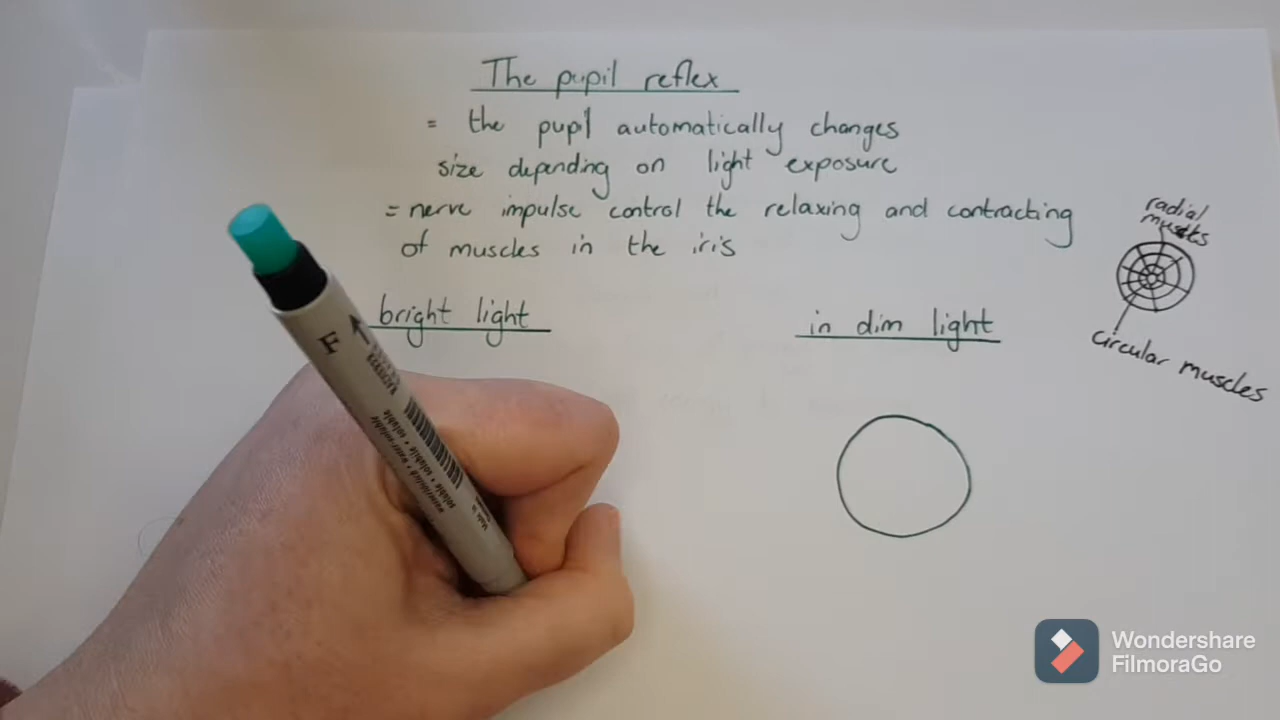 The pupil reflex
= the pupil automatically changes
size depending on light exposure
= nerve impulse control the relaxing and contracting
of muscles in the iris
radial
muscles
circular muscles
bright light
in dim light
F
Wondershare
FilmoraGo